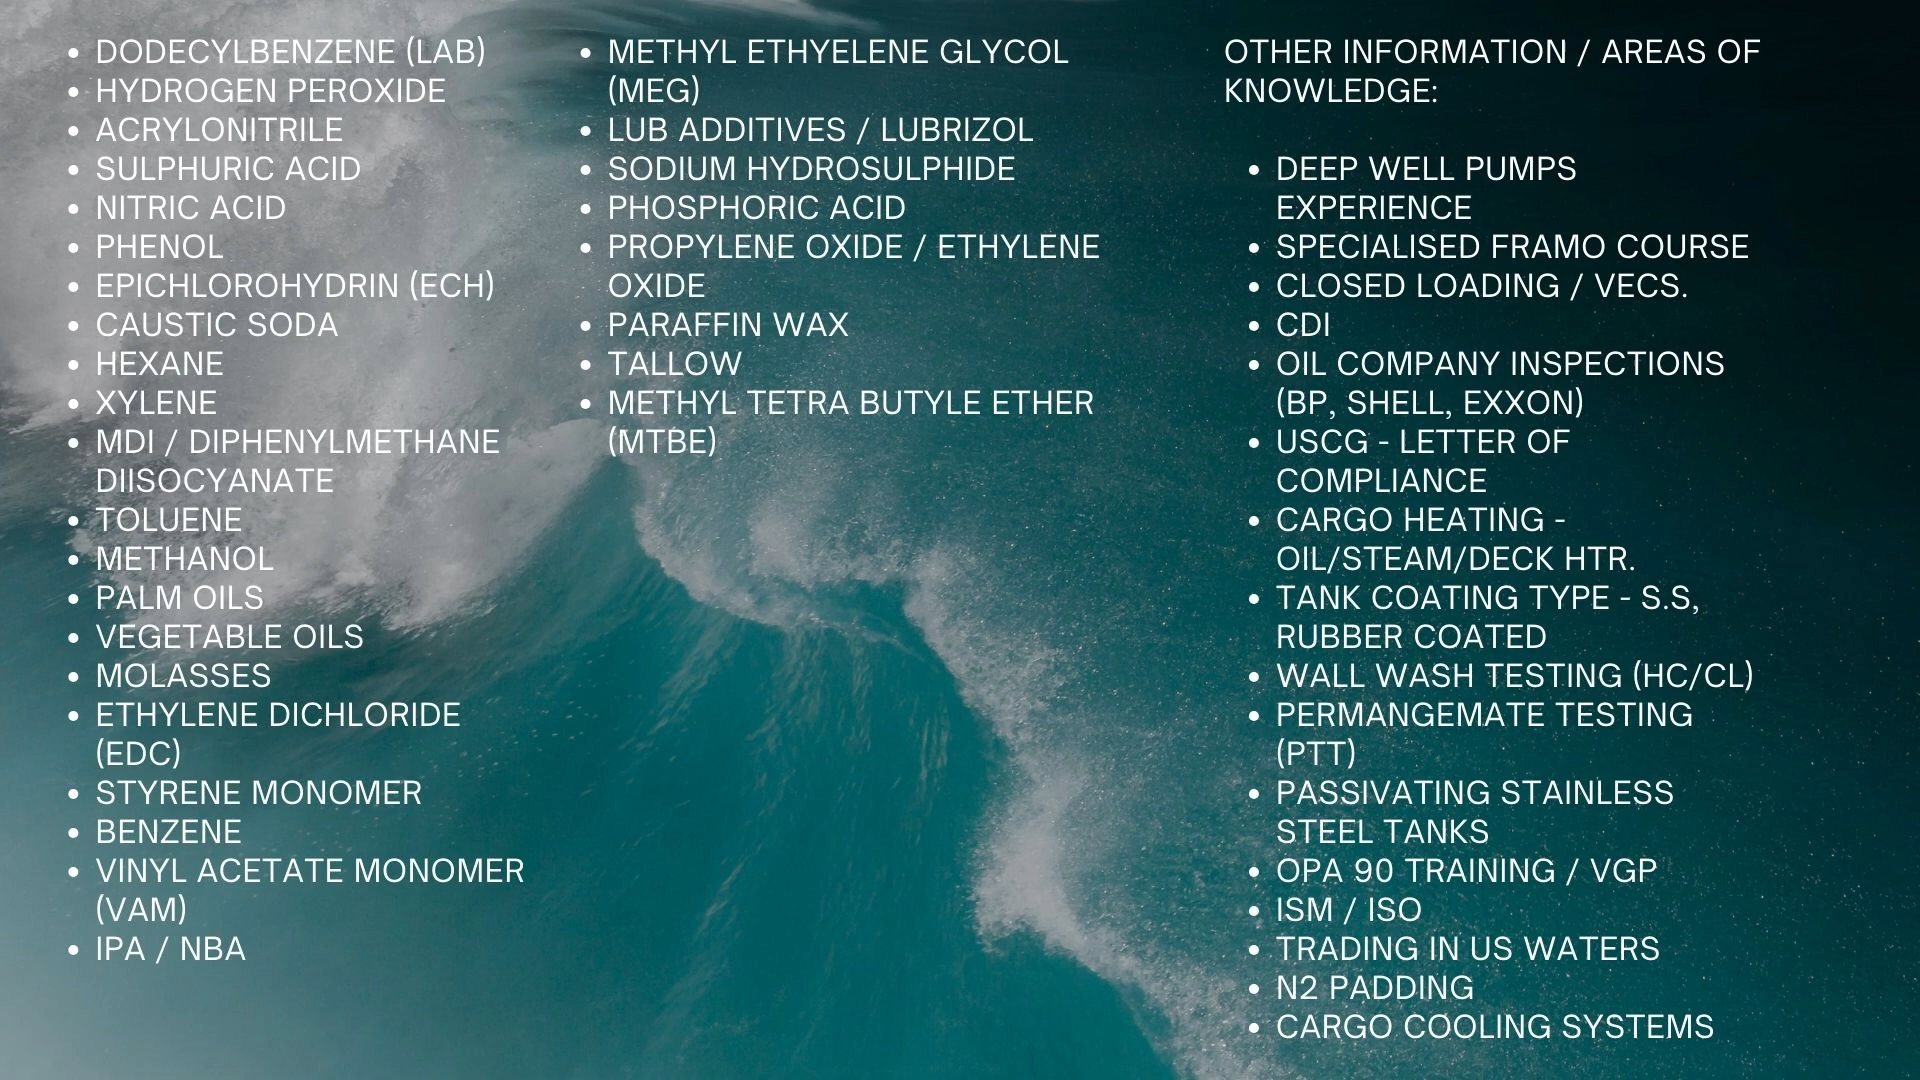 • DODECYLBENZENE (LAB)
• HYDROGEN PEROXIDE
• ACRYLONITRILE
• SULPHURIC ACID
• NITRIC ACID
• PHENOL
• EPICHLOROHYDRIN (ECH)
• CAUSTIC SODA
• HEXANE
• XYLENE
• MDI / DIPHENYLMETHANE
DIISOCYANATE
• TOLUENE
• METHANOL
• PALM OILS
• VEGETABLE OILS
• MOLASSES
• ETHYLENE DICHLORIDE
(EDC)
• STYRENE MONOMER
• BENZENE
• VINYL ACETATE MONOMER
(VAM)
• IPA / NBA
• METHYL ETHYELENE GLYCOL
(MEG)
• LUB ADDITIVES / LUBRIZOL
• SODIUM HYDROSULPHIDE
• PHOSPHORIC ACID
• PROPYLENE OXIDE / ETHYLENE
OXIDE
• PARAFFIN WAX
• TALLOW
• METHYL TETRA BUTYLE ETHER
(MTBE)
OTHER INFORMATION / AREAS OF
KNOWLEDGE:
• DEEP WELL PUMPS
EXPERIENCE
• SPECIALISED FRAMO COURSE
• CLOSED LOADING / VECS.
• CDI
• OIL COMPANY INSPECTIONS
(BP, SHELL, EXXON)
• USCG - LETTER OF
COMPLIANCE
• CARGO HEATING -
OIL/STEAM/DECK HTR.
• TANK COATING TYPE - S.S,
RUBBER COATED
• WALL WASH TESTING (HC/CL)
• PERMANGEMATE TESTING
(PTT)
• PASSIVATING STAINLESS
STEEL TANKS
• OPA 90 TRAINING / VGP
• ISM / ISO
• TRADING IN US WATERS
• N2 PADDING
• CARGO COOLING SYSTEMS